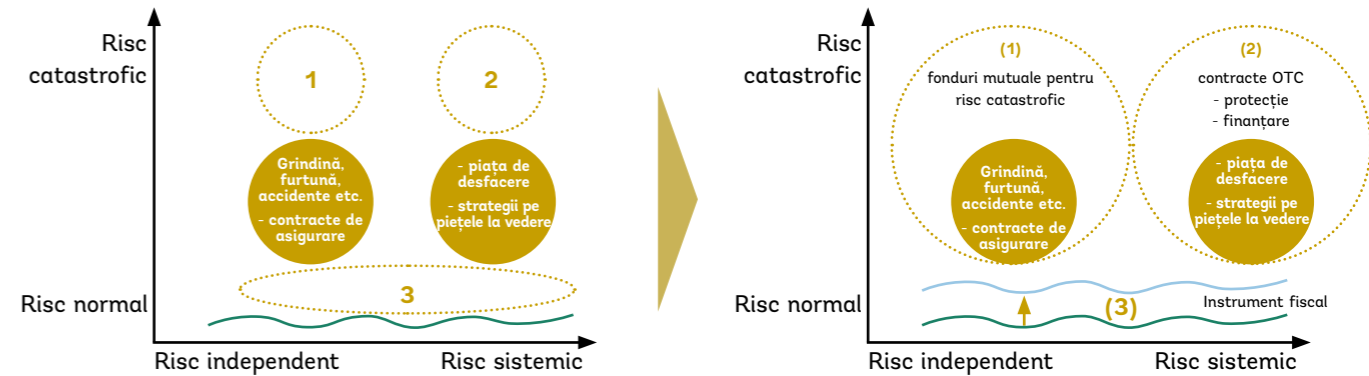 Risc
catastrofic
1
2
Grindină,
furtună,
accidente etc.
- contracte de
asigurare
- piața de
desfacere
- strategii pe
piețele la vedere
Risc normal
3
Risc independent
Risc sistemic
Risc
catastrofic
(1)
fonduri mutuale pentru
risc catastrofic
(2)
contracte OTC
- protecție
- finanțare
Grindină,
furtună,
accidente etc.
- contracte de
asigurare
- piața de
desfacere
- strategii pe
piețele la vedere
Risc normal
(3)
Instrument fiscal
Risc independent
Risc sistemic